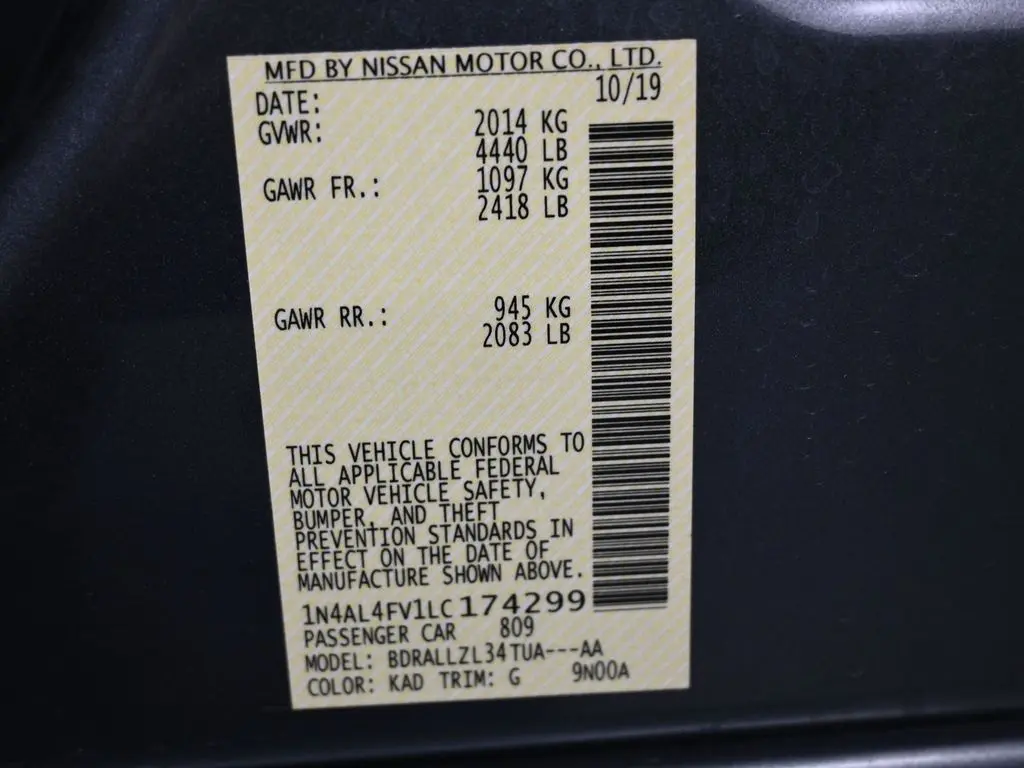 MFD BY NISSAN MOTOR CO., LTD.
DATE: 10/19
GVWR: 2014 KG
4440 LB
GAWR FR.: 1097 KG
2418 LB
GAWR RR.: 945 KG
2083 LB
THIS VEHICLE CONFORMS TO
ALL APPLICABLE FEDERAL
MOTOR VEHICLE SAFETY,
BUMPER, AND THEFT
PREVENTION STANDARDS IN
EFFECT ON THE DATE OF
MANUFACTURE SHOWN ABOVE.
1N4AL4FV1LC174299
PASSENGER CAR 809
MODEL: BDRALLZL34TUA---AA
COLOR: KAD TRIM: G 9N00A